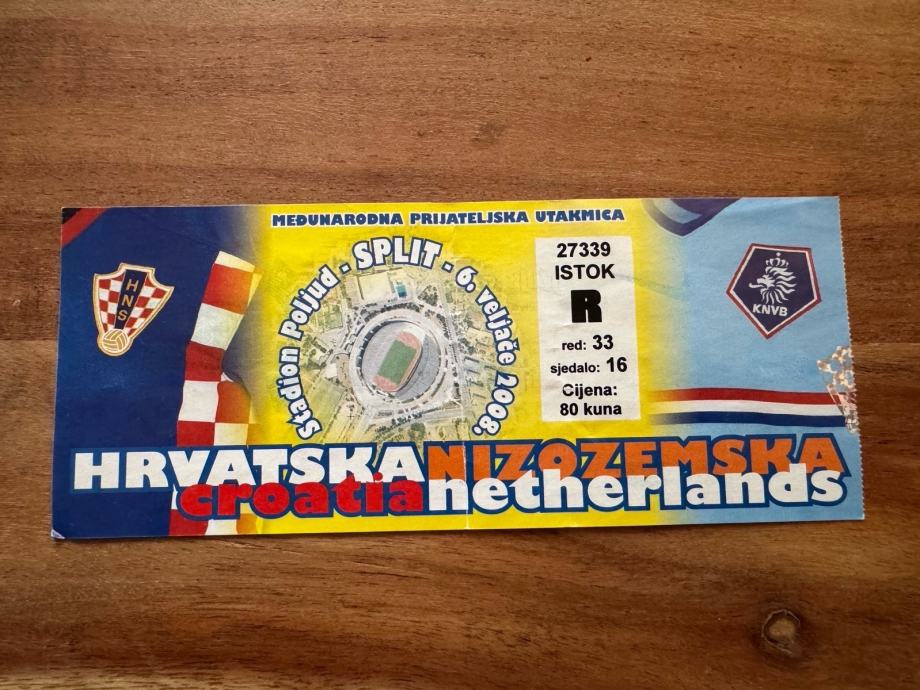 MEĐUNARODNA PRIJATELJSKA UTAKMICA
Stadion Poljud - SPLIT - 6. veljače 2008.
HNS
27339
ISTOK
R
red: 33
sjedalo: 16
Cijena:
80 kuna
KNVB
HRVATSKA NIZOZEMSKA
croatia netherlands